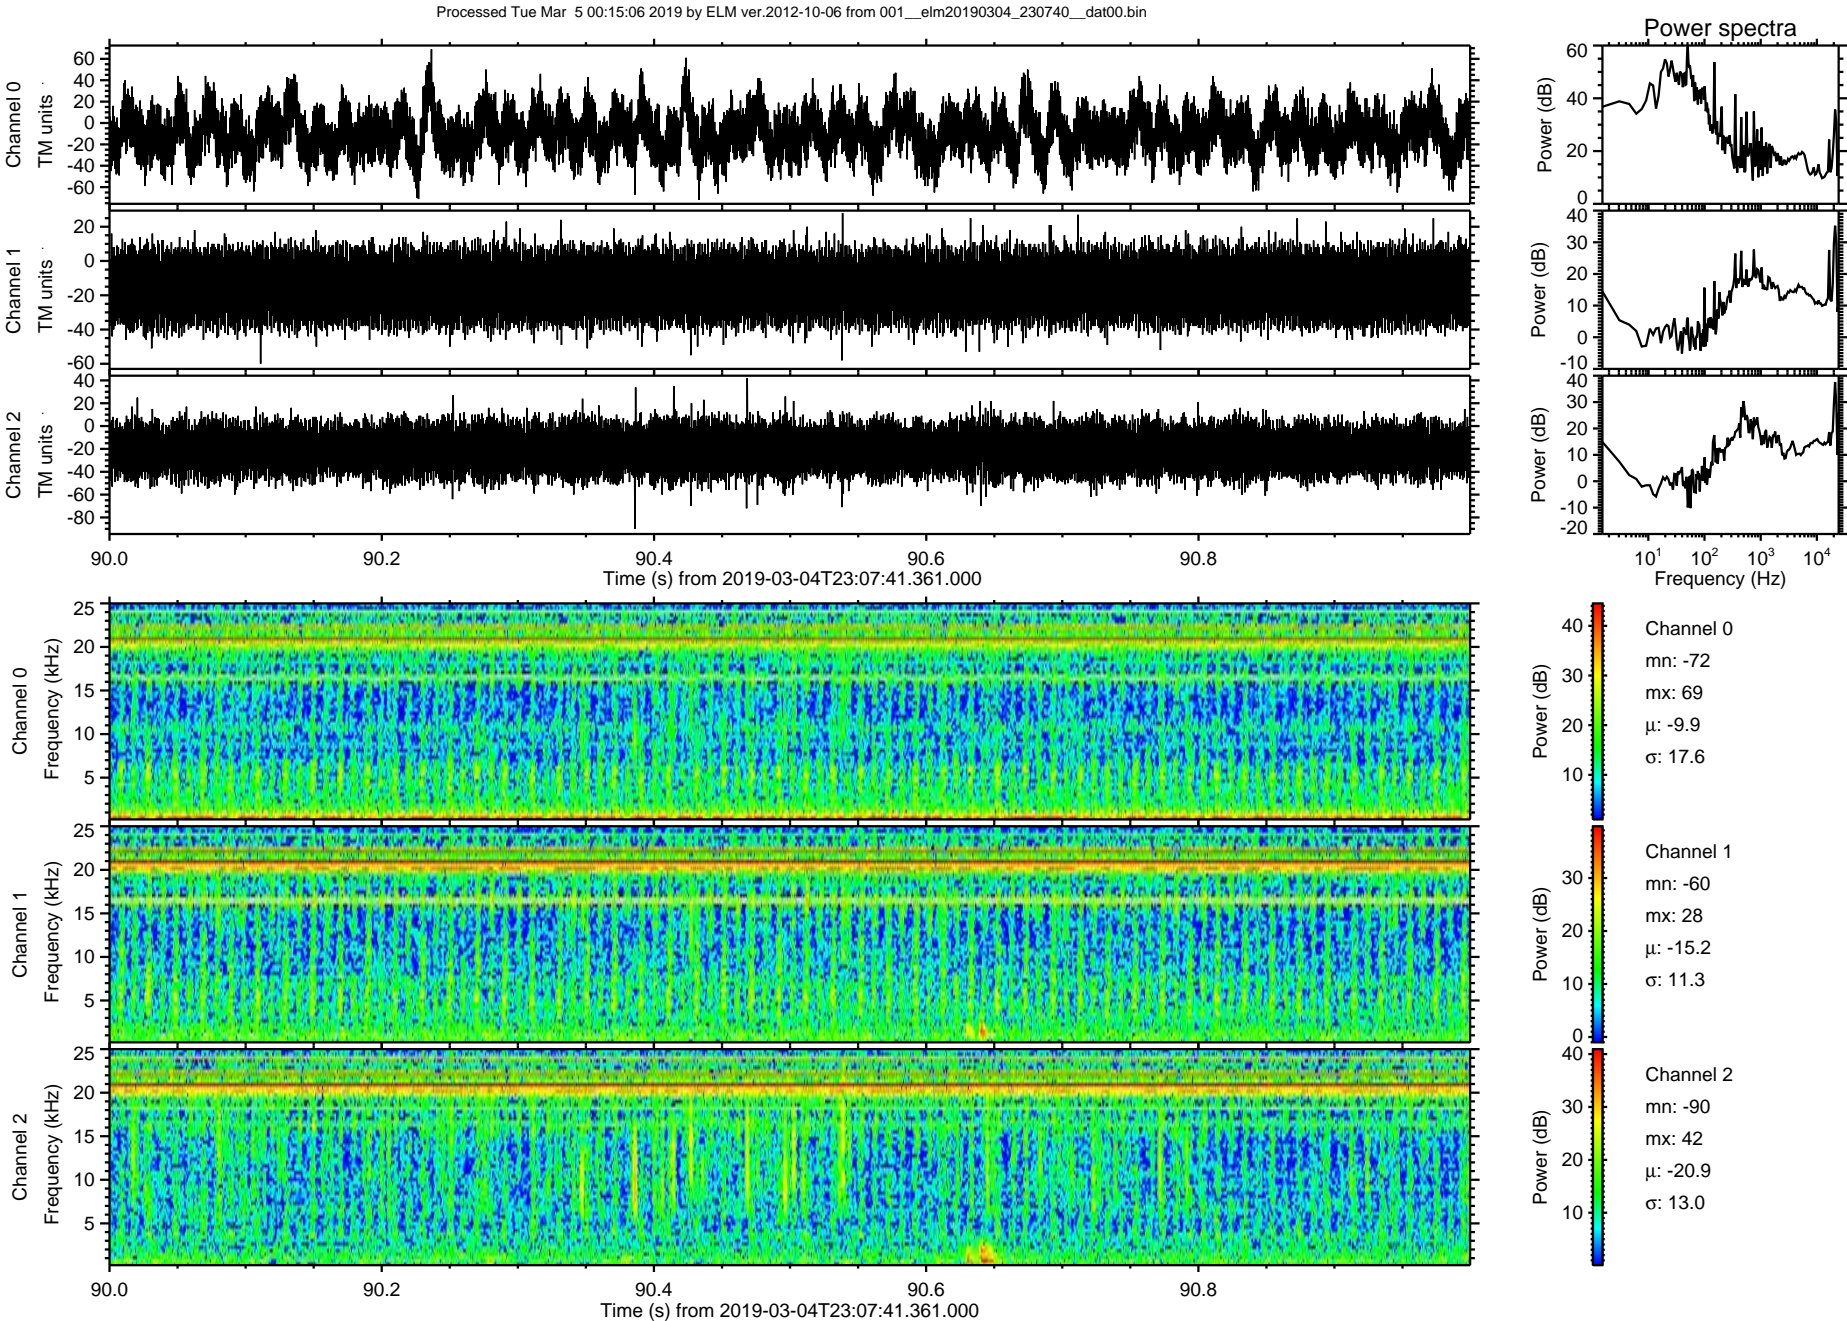 Processed Tue Mar 5 00:15:06 2019 by ELM ver.2012-10-06 from 001__elm20190304_230740__dat00.bin
Power spectra
Channel 0
TM units
60
40
20
0
-20
-40
-60
Power (dB)
60
40
20
0
Channel 1
TM units
20
0
-20
-40
-60
Power (dB)
40
30
20
10
0
-10
Channel 2
TM units
40
20
0
-20
-40
-60
-80
Power (dB)
40
30
20
10
0
-10
-20
90.0 90.2 90.4 90.6 90.8
Time (s) from 2019-03-04T23:07:41.361.000
10¹ 10² 10³ 10⁴
Frequency (Hz)
Channel 0
Frequency (kHz)
25
20
15
10
5
Power (dB)
40
30
20
10
Channel 0
mn: -72
mx: 69
μ: -9.9
σ: 17.6
Channel 1
Frequency (kHz)
25
20
15
10
5
Power (dB)
30
20
10
0
Channel 1
mn: -60
mx: 28
μ: -15.2
σ: 11.3
Channel 2
Frequency (kHz)
25
20
15
10
5
Power (dB)
40
30
20
10
Channel 2
mn: -90
mx: 42
μ: -20.9
σ: 13.0
90.0 90.2 90.4 90.6 90.8
Time (s) from 2019-03-04T23:07:41.361.000